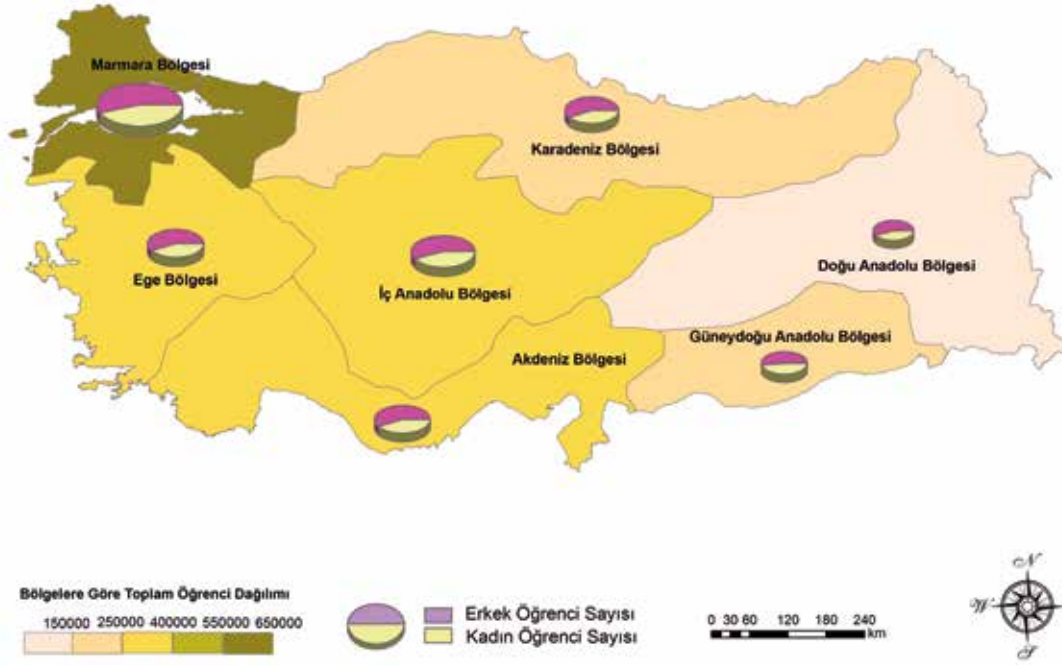 Marmara Bölgesi
Karadeniz Bölgesi
Ege Bölgesi
İç Anadolu Bölgesi
Doğu Anadolu Bölgesi
Akdeniz Bölgesi
Güneydoğu Anadolu Bölgesi
Bölgelere Göre Toplam Öğrenci Dağılımı
150000 250000 400000 550000 650000
Erkek Öğrenci Sayısı
Kadın Öğrenci Sayısı
0 30 60 120 180 240
km
N
W
S